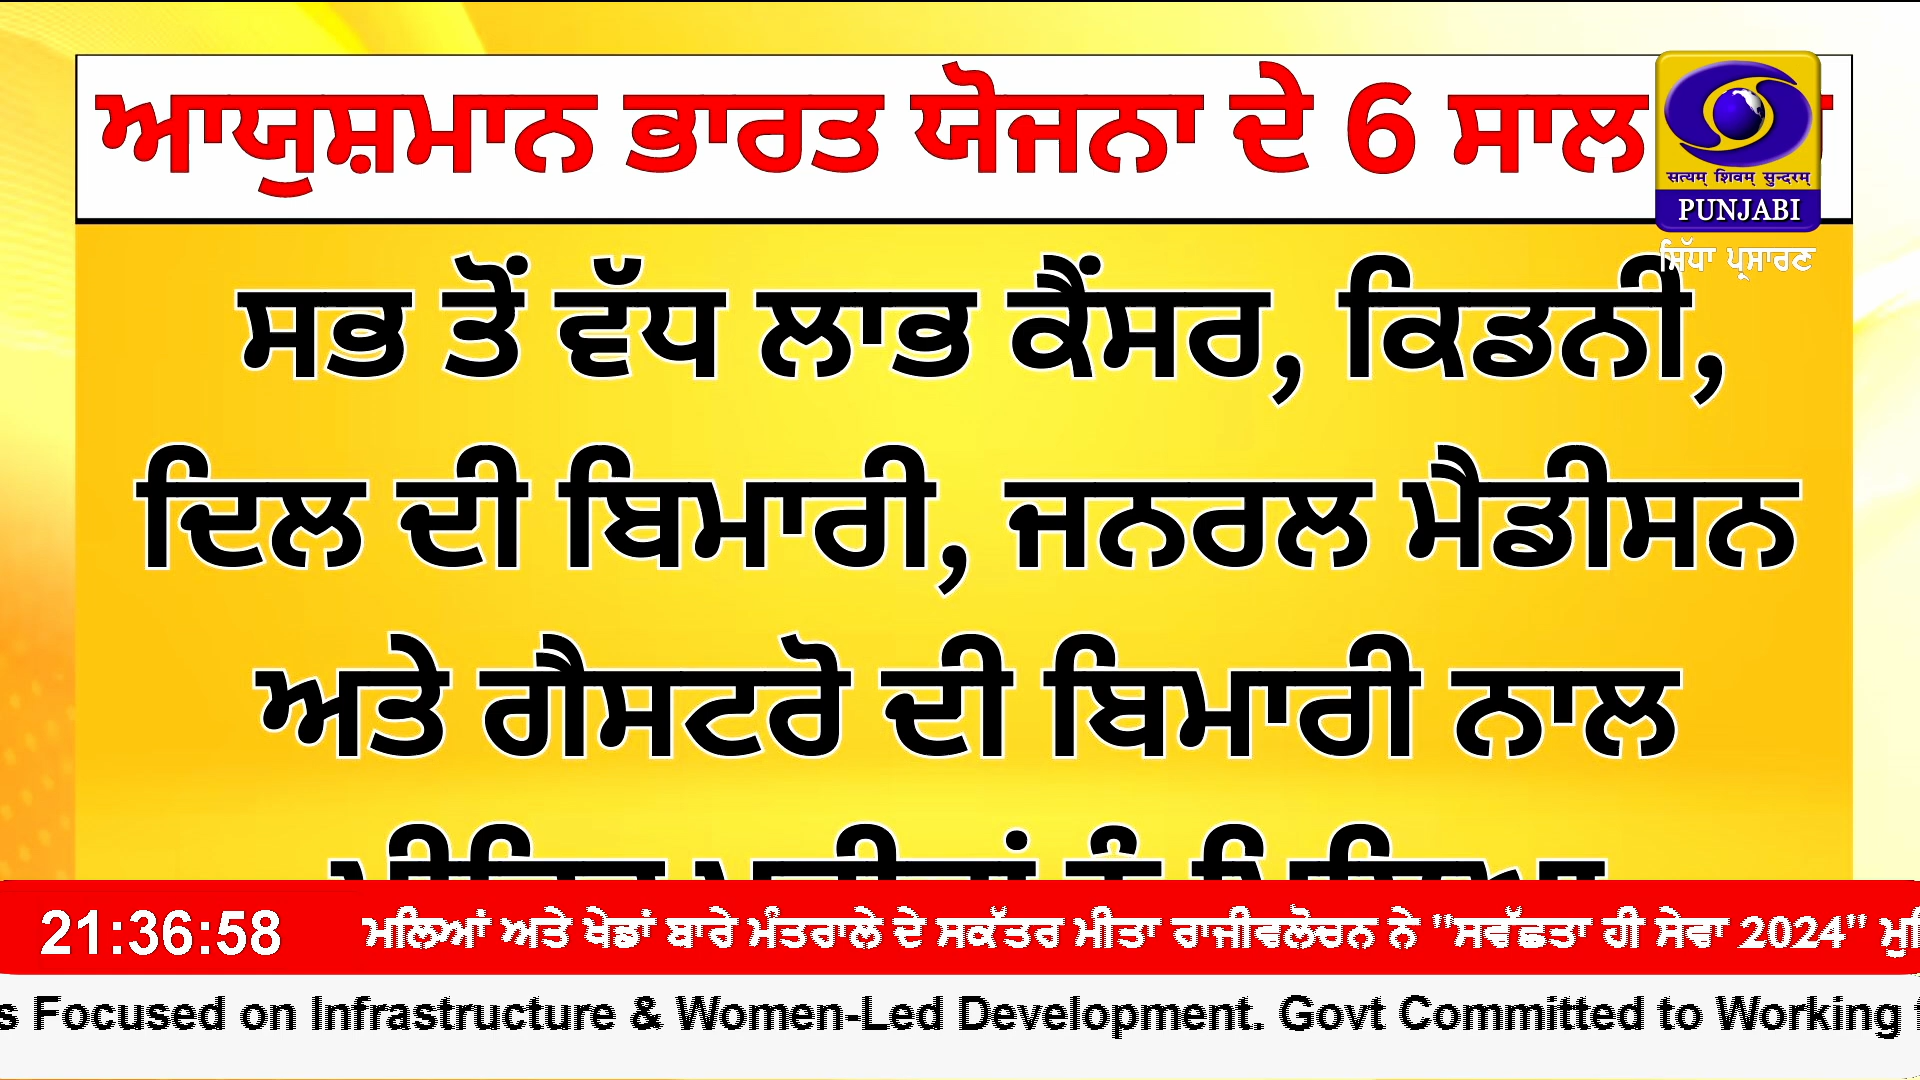 ਆਯੁਸ਼ਮਾਨ ਭਾਰਤ ਯੋਜਨਾ ਦੇ 6 ਸਾਲ
सत्यम् शिवम् सुन्दरम्
PUNJABI
ਸਿੱਧਾ ਪ੍ਰਸਾਰਣ
ਸਭ ਤੋਂ ਵੱਧ ਲਾਭ ਕੈਂਸਰ, ਕਿਡਨੀ,
ਦਿਲ ਦੀ ਬਿਮਾਰੀ, ਜਨਰਲ ਮੈਡੀਸਨ
ਅਤੇ ਗੈਸਟਰੋ ਦੀ ਬਿਮਾਰੀ ਨਾਲ
21:36:58 ਮਲਿਆਂ ਅਤੇ ਖੇਡਾਂ ਬਾਰੇ ਮੰਤਰਾਲੇ ਦੇ ਸਕੱਤਰ ਮੀਤਾ ਰਾਜੀਵਲੋਚਨ ਨੇ "ਸਵੱਛਤਾ ਹੀ ਸੇਵਾ 2024"
s Focused on Infrastructure & Women-Led Development. Govt Committed to Working